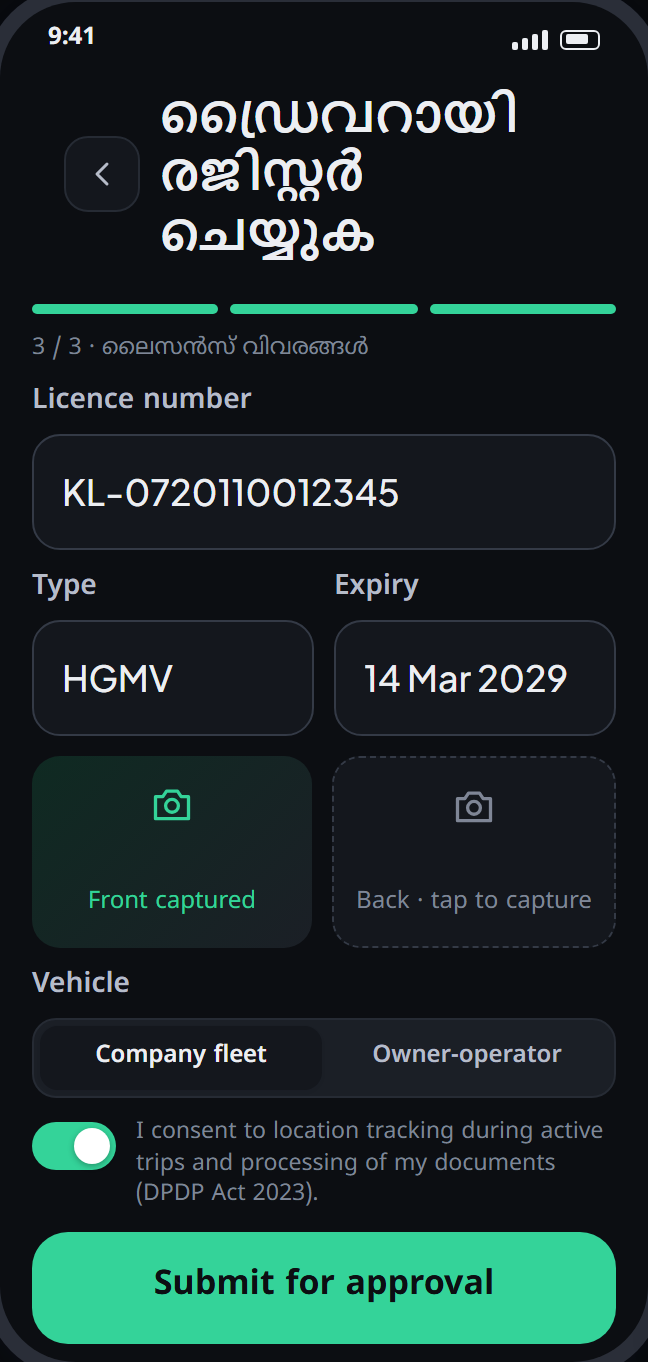 9:41
ഡ്രൈവറായി
രജിസ്റ്റർ
ചെയ്യുക
3 / 3 · ലൈസൻസ് വിവരങ്ങൾ
Licence number
KL-0720110012345
Type
Expiry
HGMV
14 Mar 2029
Front captured
Back · tap to capture
Vehicle
Company fleet
Owner-operator
I consent to location tracking during active
trips and processing of my documents
(DPDP Act 2023).
Submit for approval